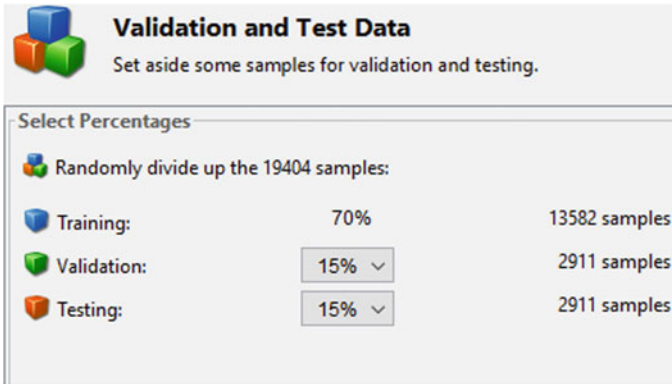 Validation and Test Data
Set aside some samples for validation and testing.
Select Percentages
Randomly divide up the 19404 samples:
Training: 70% 13582 samples
Validation: 15% 2911 samples
Testing: 15% 2911 samples